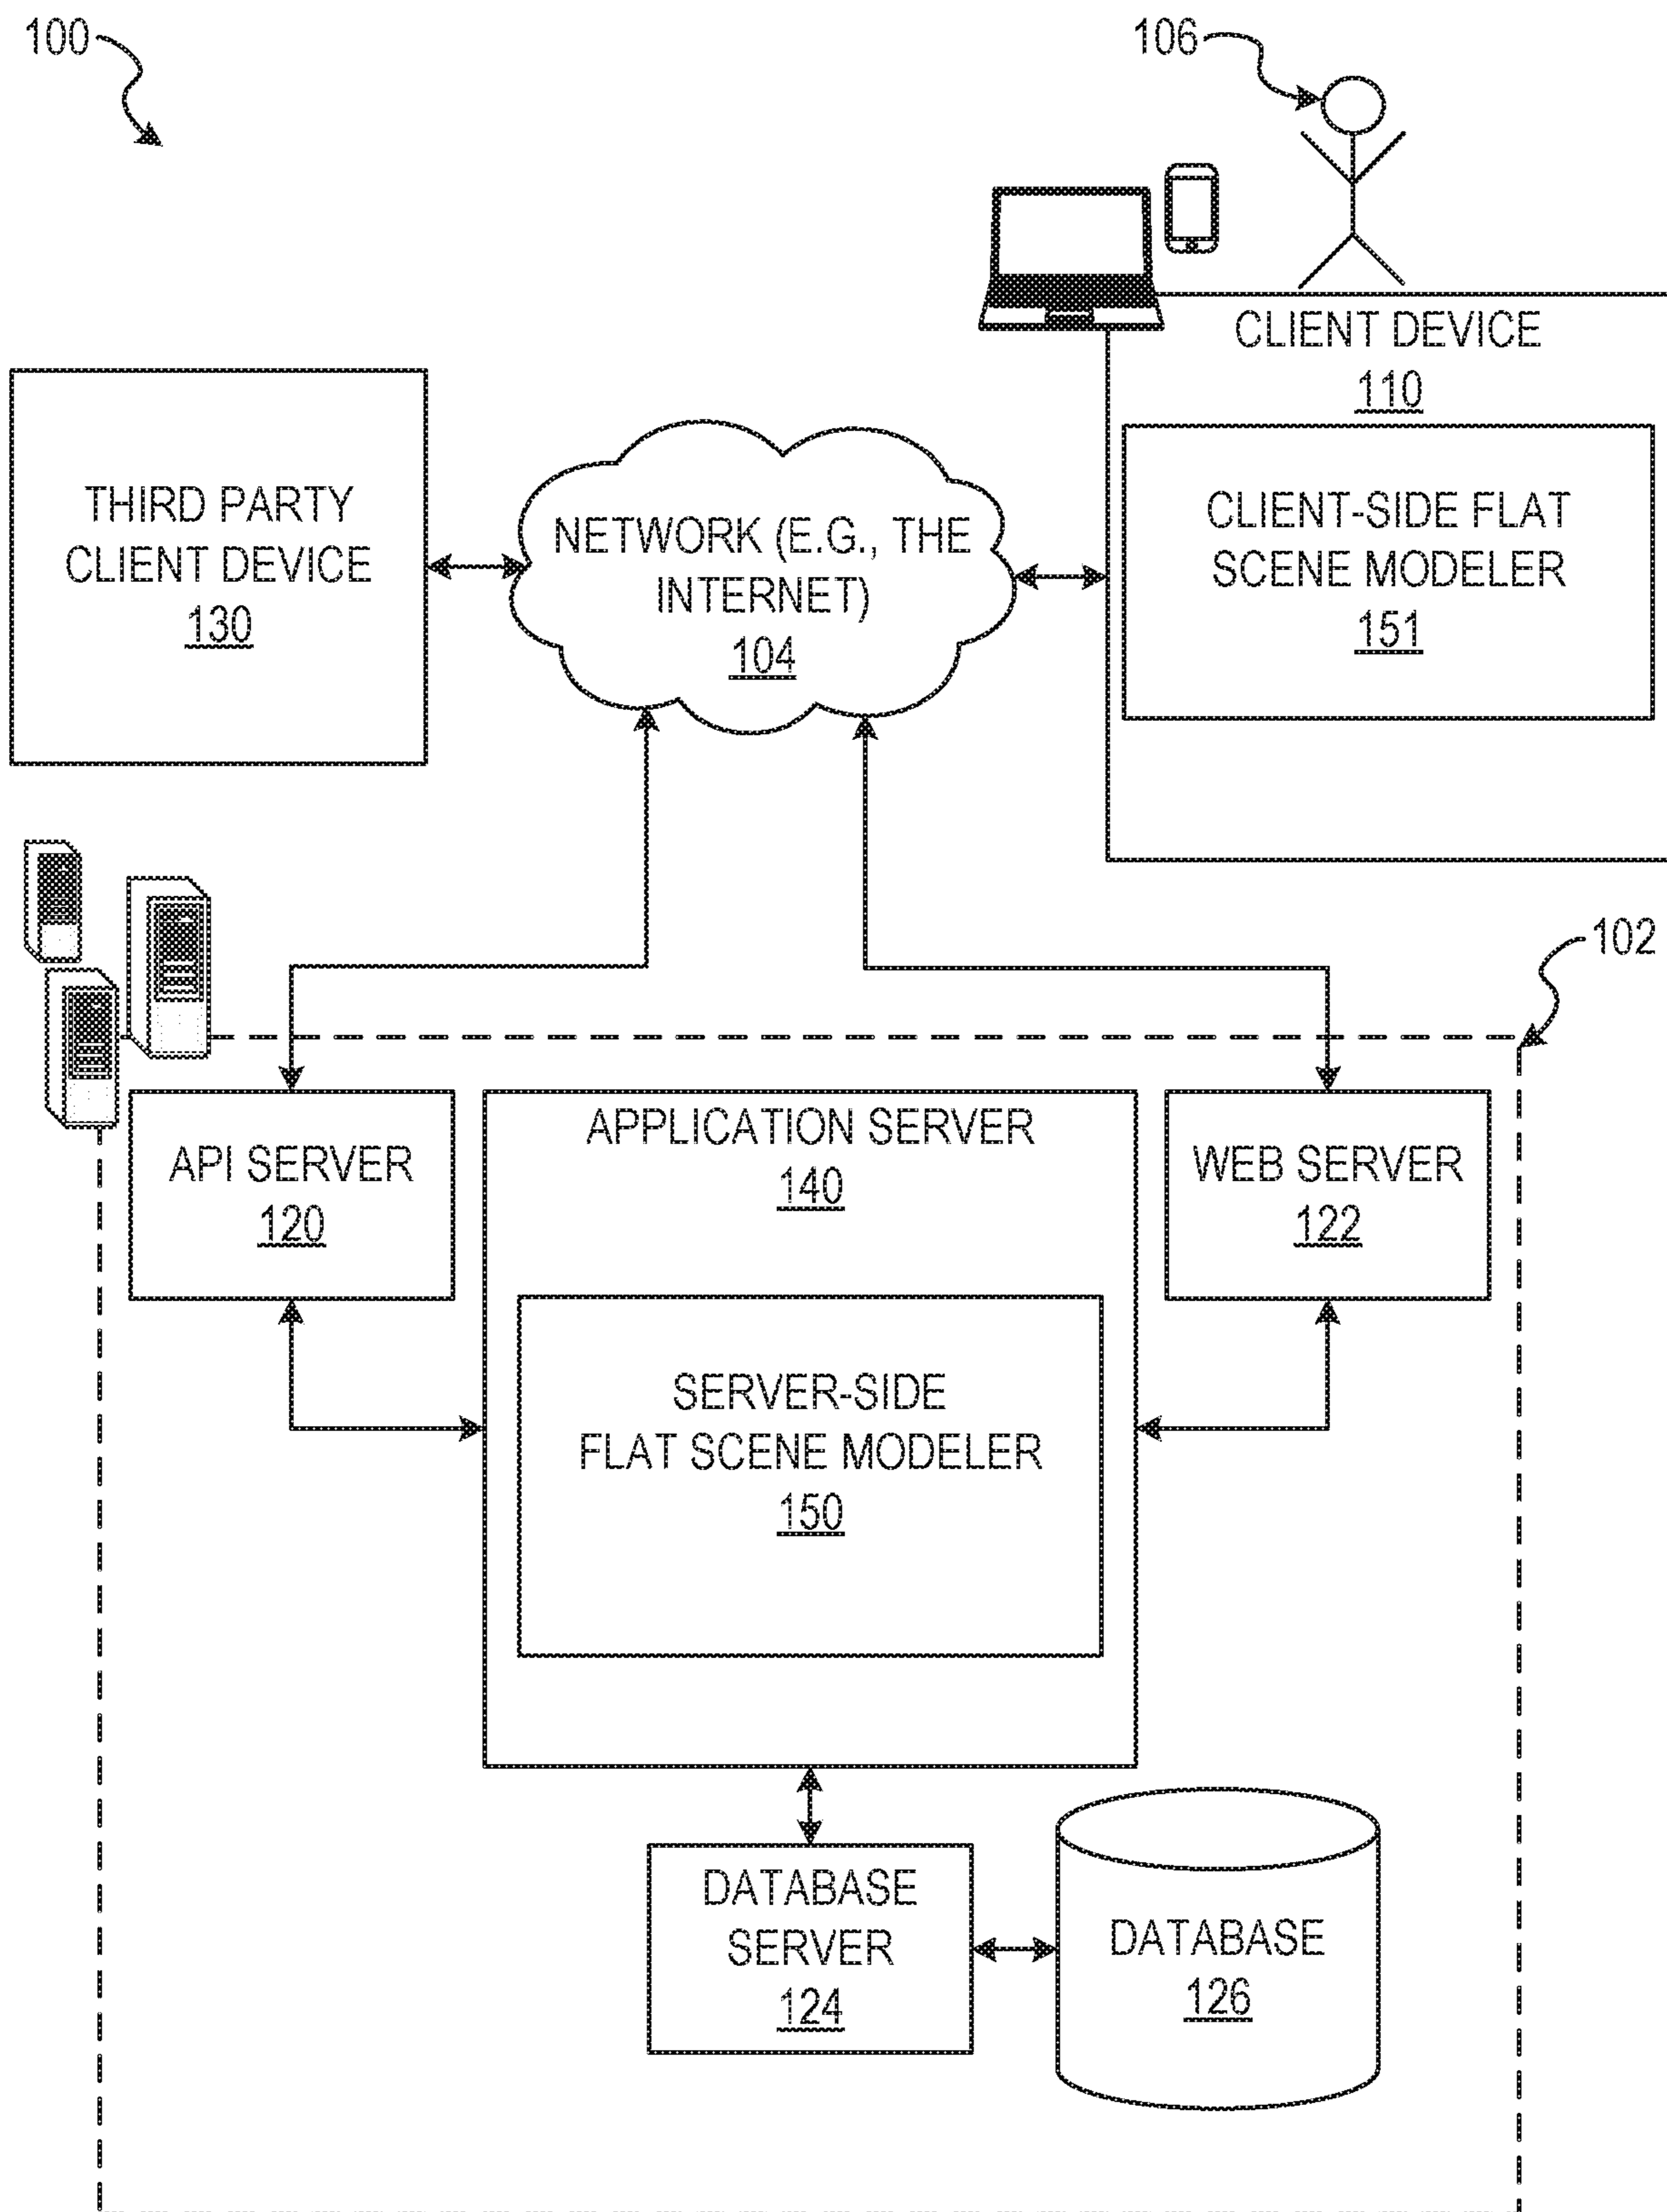 100
106
CLIENT DEVICE
110
THIRD PARTY
CLIENT DEVICE
130
NETWORK (E.G., THE
INTERNET)
104
CLIENT-SIDE FLAT
SCENE MODELER
151
102
API SERVER
120
APPLICATION SERVER
140
WEB SERVER
122
SERVER-SIDE
FLAT SCENE MODELER
150
DATABASE
SERVER
124
DATABASE
126